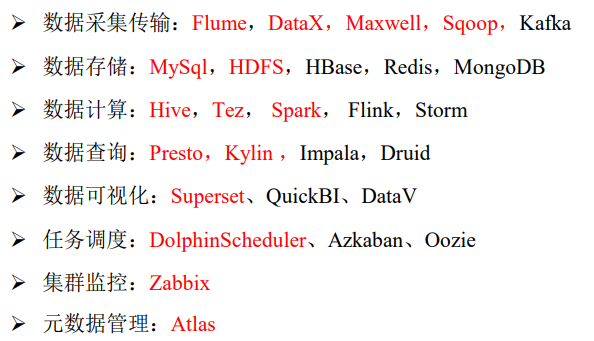 ➢ 数据采集传输：Flume，DataX，Maxwell，Sqoop，Kafka
➢ 数据存储：MySql，HDFS，HBase，Redis，MongoDB
➢ 数据计算：Hive，Tez， Spark， Flink，Storm
➢ 数据查询：Presto，Kylin ，Impala，Druid
➢ 数据可视化：Superset、QuickBI、DataV
➢ 任务调度：DolphinScheduler、Azkaban、Oozie
➢ 集群监控：Zabbix
➢ 元数据管理：Atlas